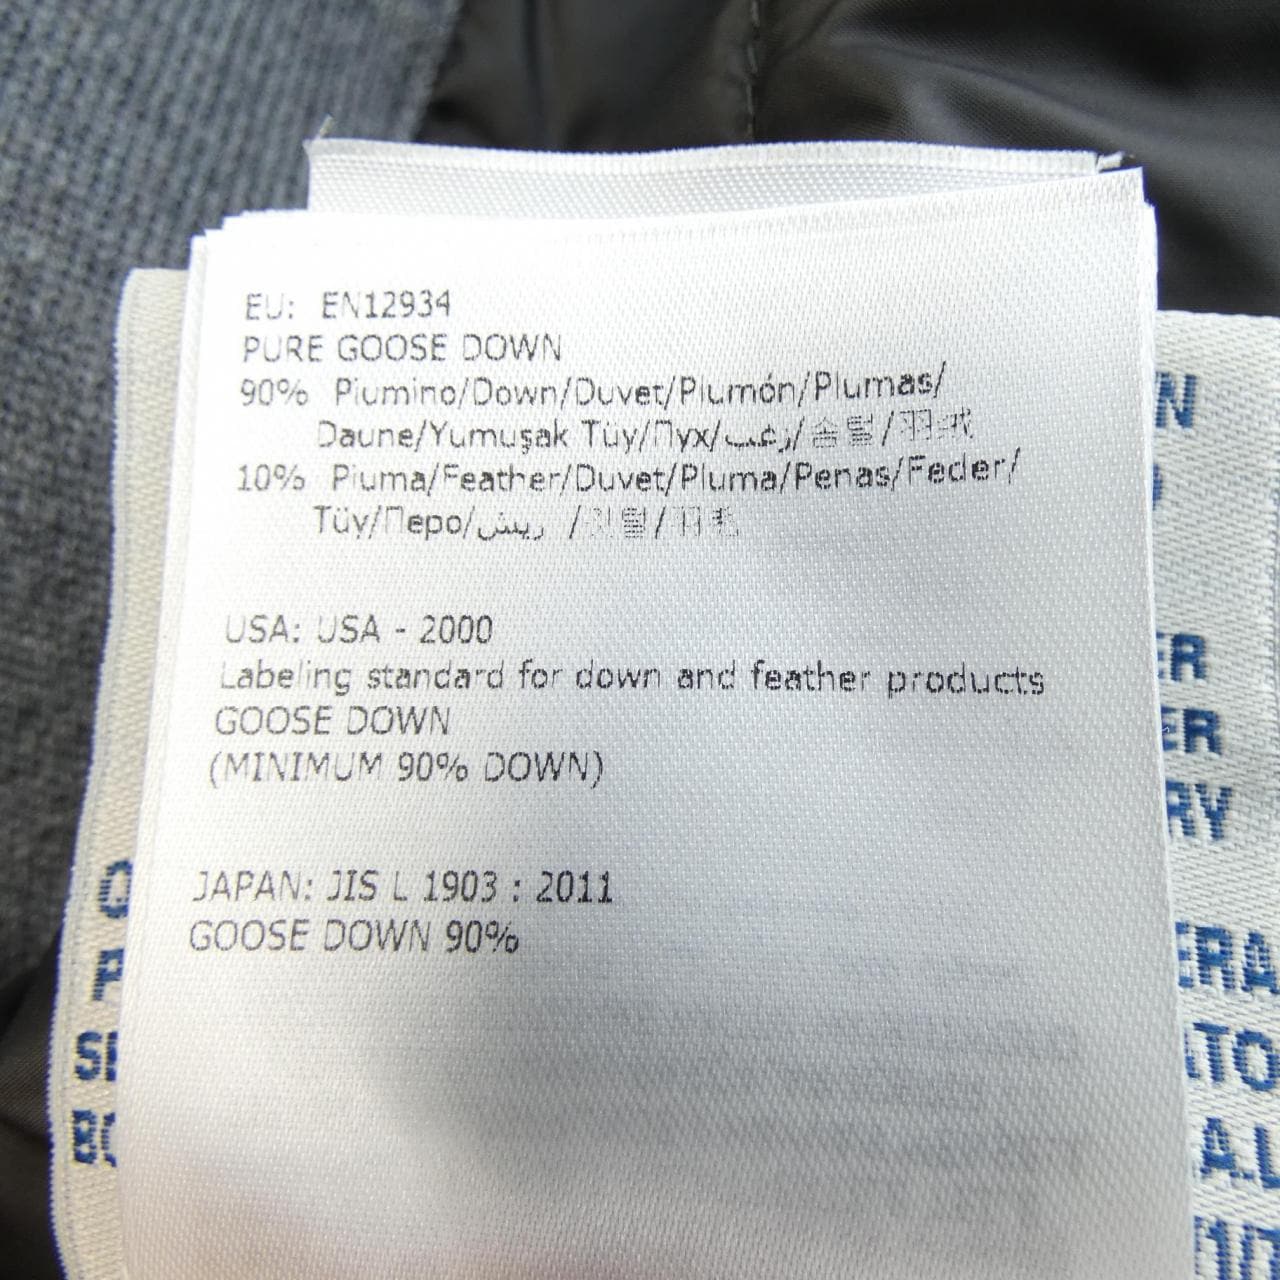 EU: EN12934
PURE GOOSE DOWN
90% Piumino/Down/Duvet/Plumón/Plumas/
Daune/Yumuşak Tüy/Пух/زغب/솜털/羽绒
10% Piuma/Feather/Duvet/Pluma/Penas/Feder/
Tüy/Перо/ريش /깃털/羽毛
USA: USA - 2000
Labeling standard for down and feather products
GOOSE DOWN
(MINIMUM 90% DOWN)
JAPAN: JIS L 1903 : 2011
GOOSE DOWN 90%